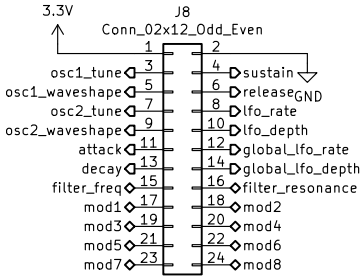 3.3V
J8
Conn_02x12_Odd_Even
1 2
GND
osc1_tune 3 4 sustain
osc1_waveshape 5 6 release
osc2_tune 7 8 lfo_rate
osc2_waveshape 9 10 lfo_depth
attack 11 12 global_lfo_rate
decay 13 14 global_lfo_depth
filter_freq 15 16 filter_resonance
mod1 17 18 mod2
mod3 19 20 mod4
mod5 21 22 mod6
mod7 23 24 mod8